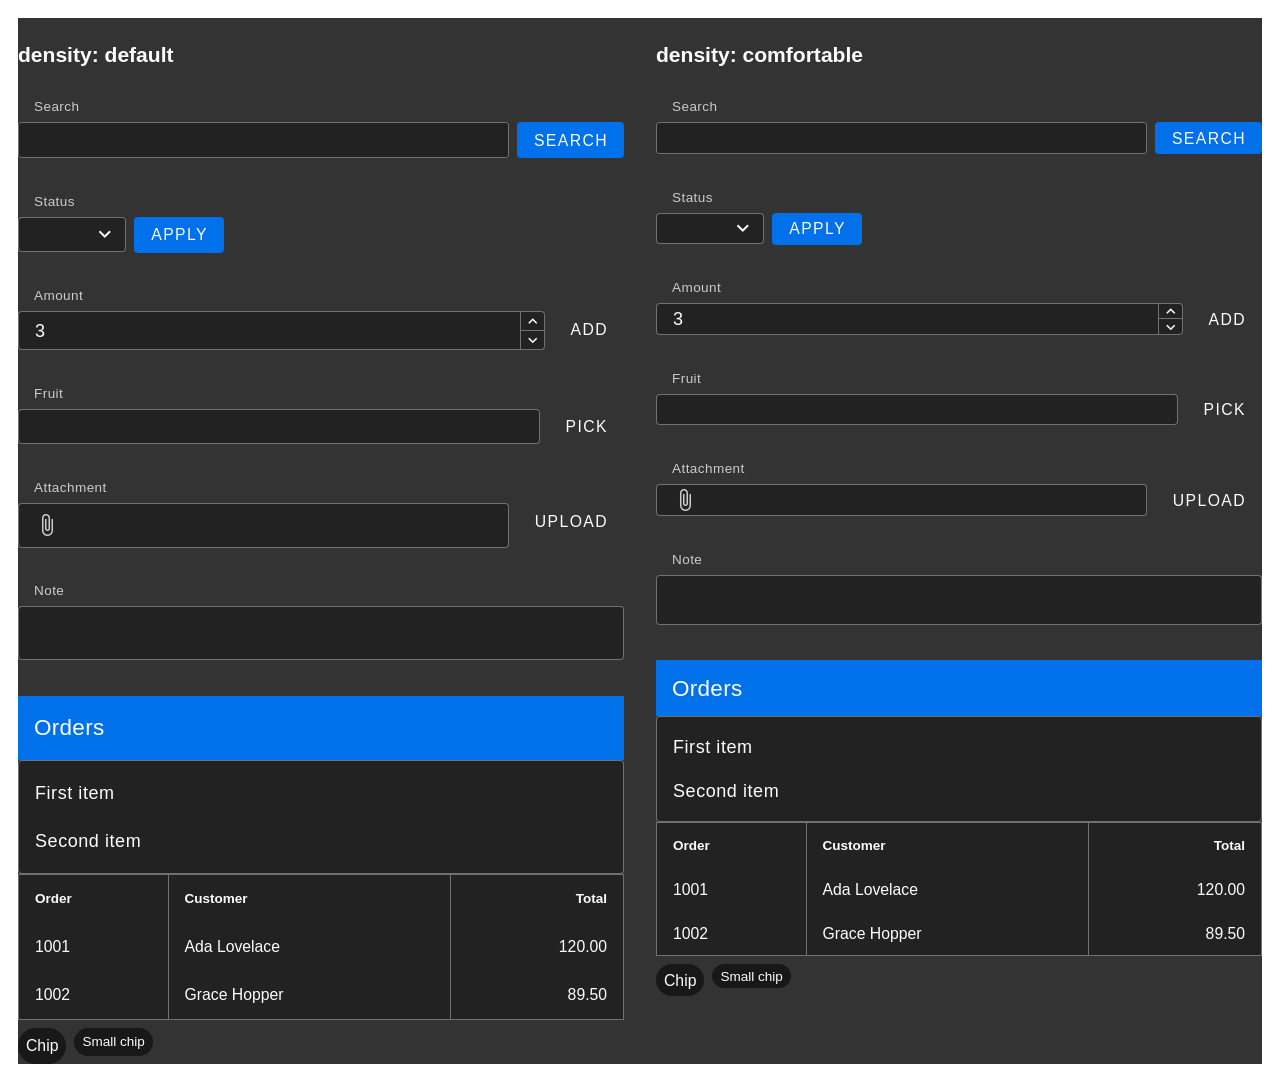 density: default
Search
SEARCH
Status
APPLY
Amount
3
ADD
Fruit
PICK
Attachment
UPLOAD
Note
Orders
First item
Second item
Order Customer Total
1001 Ada Lovelace 120.00
1002 Grace Hopper 89.50
Chip Small chip
density: comfortable
Search
SEARCH
Status
APPLY
Amount
3
ADD
Fruit
PICK
Attachment
UPLOAD
Note
Orders
First item
Second item
Order Customer Total
1001 Ada Lovelace 120.00
1002 Grace Hopper 89.50
Chip Small chip